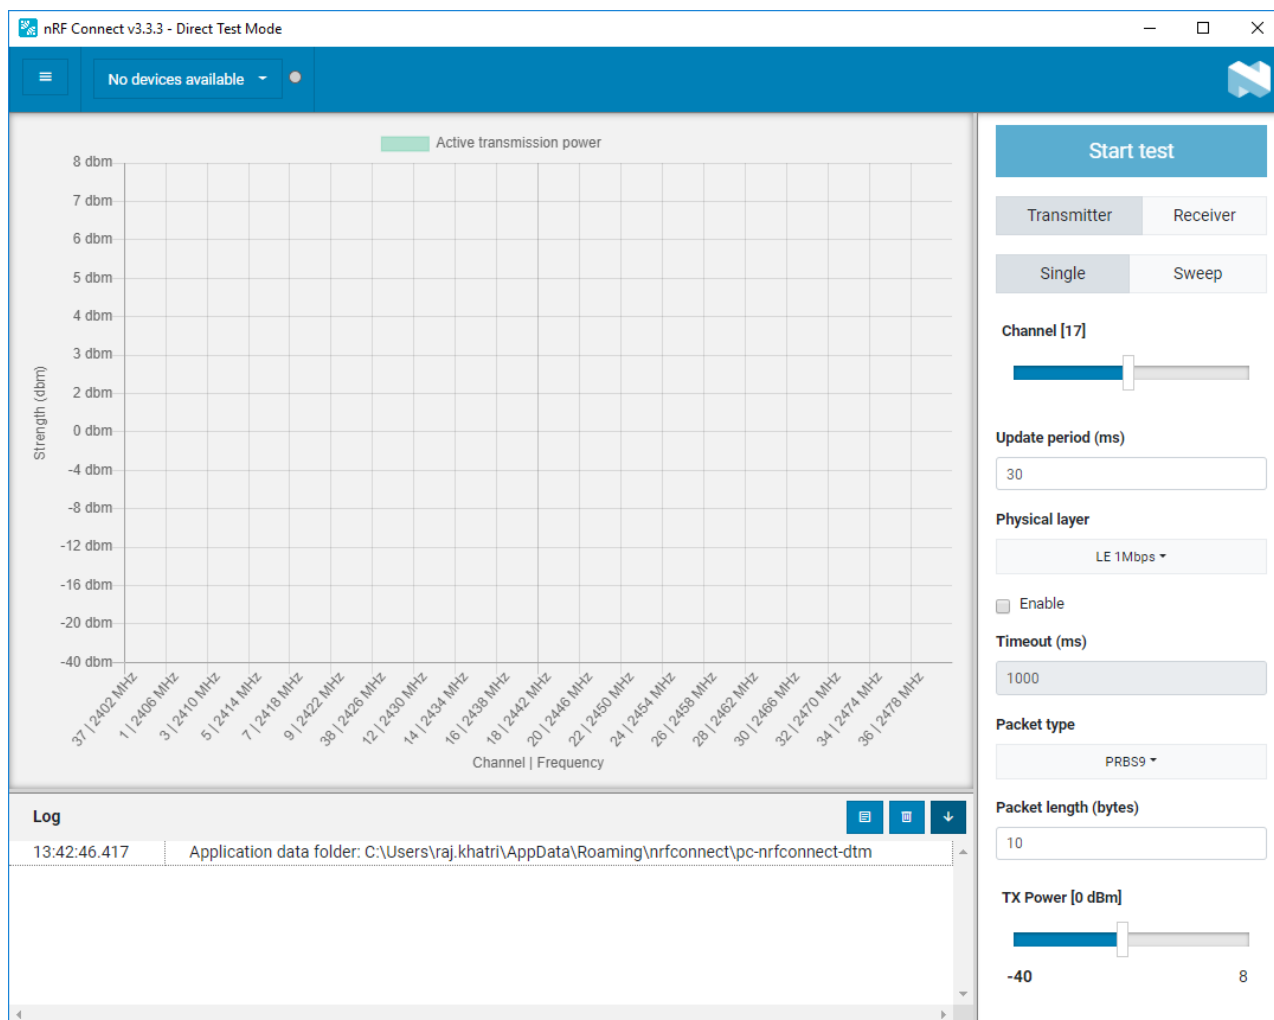 nRF Connect v3.3.3 - Direct Test Mode
No devices available
Active transmission power
8 dbm
7 dbm
6 dbm
5 dbm
4 dbm
3 dbm
2 dbm
0 dbm
-4 dbm
-8 dbm
-12 dbm
-16 dbm
-20 dbm
-40 dbm
Strength (dbm)
37 | 2402 MHz
1 | 2406 MHz
3 | 2410 MHz
5 | 2414 MHz
7 | 2418 MHz
9 | 2422 MHz
38 | 2426 MHz
12 | 2430 MHz
14 | 2434 MHz
16 | 2438 MHz
18 | 2442 MHz
20 | 2446 MHz
22 | 2450 MHz
24 | 2454 MHz
26 | 2458 MHz
28 | 2462 MHz
30 | 2466 MHz
32 | 2470 MHz
34 | 2474 MHz
36 | 2478 MHz
Channel | Frequency
Log
13:42:46.417 Application data folder: C:\Users\raj.khatri\AppData\Roaming\nrfconnect\pc-nrfconnect-dtm
Start test
Transmitter Receiver
Single Sweep
Channel [17]
Update period (ms)
30
Physical layer
LE 1Mbps
Enable
Timeout (ms)
1000
Packet type
PRBS9
Packet length (bytes)
10
TX Power [0 dBm]
-40 8